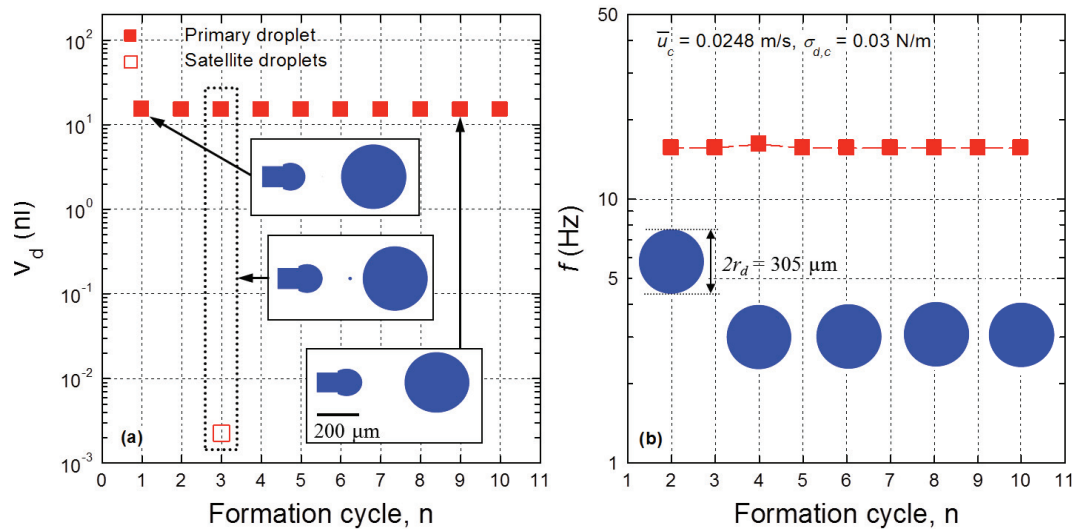 10²
10¹
10⁰
10⁻¹
10⁻²
10⁻³
V_d (nl)
Primary droplet
Satellite droplets
200 µm
(a)
0 1 2 3 4 5 6 7 8 9 10 11
Formation cycle, n
50
10
5
1
f (Hz)
ū_c = 0.0248 m/s, σ_d,c = 0.03 N/m
2r_d = 305 µm
(b)
1 2 3 4 5 6 7 8 9 10 11
Formation cycle, n